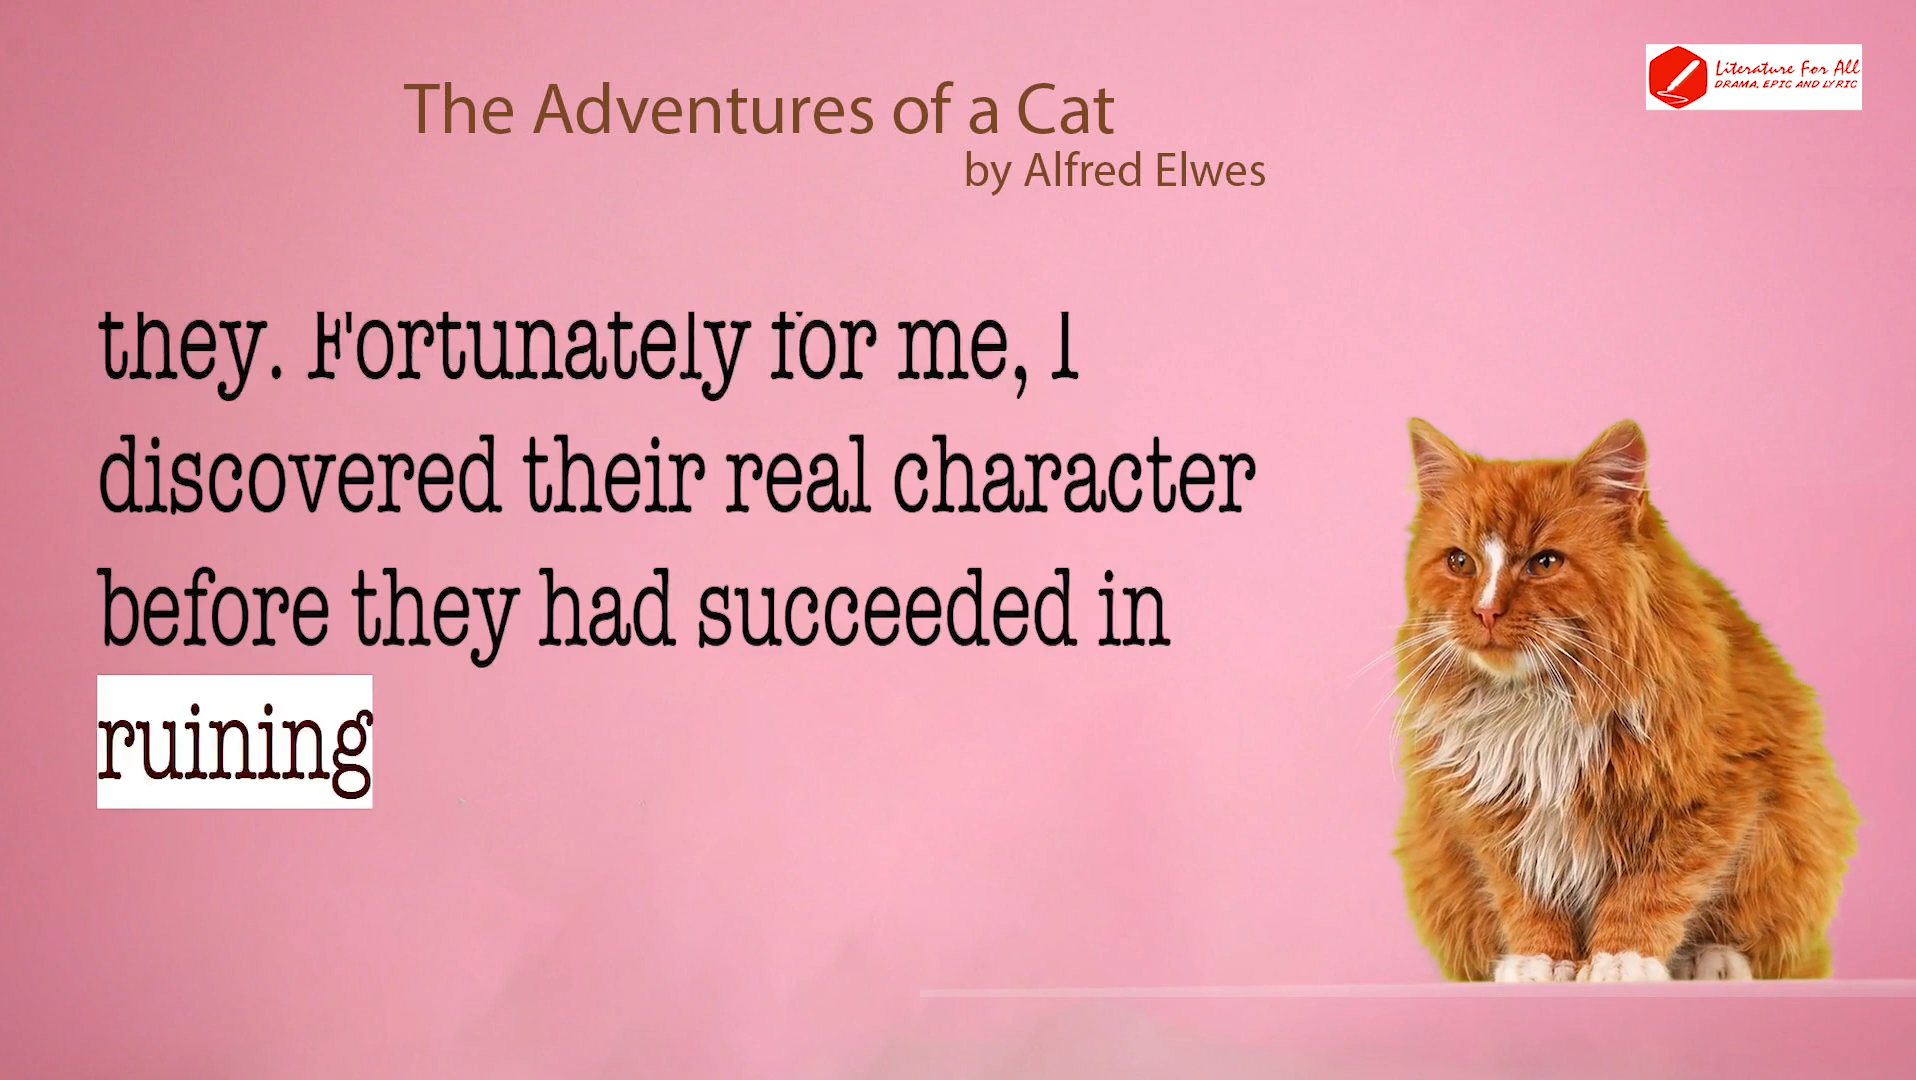 The Adventures of a Cat
by Alfred Elwes
Literature For All
DRAMA, EPIC AND LYRIC
they. Fortunately for me, I
discovered their real character
before they had succeeded in
ruining